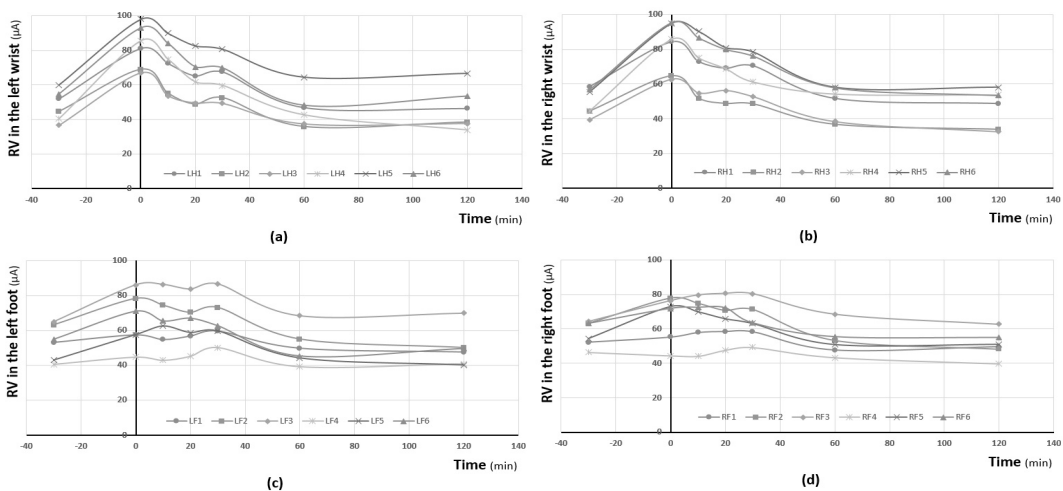 RV in the left wrist (µA)
100
80
60
40
20
0
LH1 LH2 LH3 LH4 LH5 LH6
-40 -20 0 20 40 60 80 100 120 140
Time (min)
(a)
RV in the right wrist (µA)
100
80
60
40
20
0
RH1 RH2 RH3 RH4 RH5 RH6
-40 -20 0 20 40 60 80 100 120 140
Time (min)
(b)
RV in the left foot (µA)
100
80
60
40
20
0
LF1 LF2 LF3 LF4 LF5 LF6
-40 -20 0 20 40 60 80 100 120 140
Time (min)
(c)
RV in the right foot (µA)
100
80
60
40
20
0
RF1 RF2 RF3 RF4 RF5 RF6
-40 -20 0 20 40 60 80 100 120 140
Time (min)
(d)